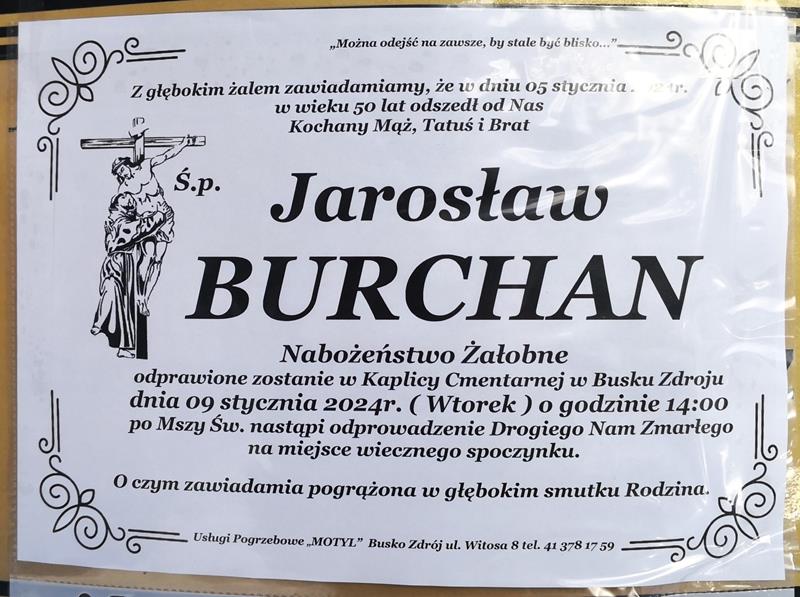 „Można odejść na zawsze, by stale być blisko...”
Z głębokim żalem zawiadamiamy, że w dniu 05 stycznia 2024r.
w wieku 50 lat odszedł od Nas
Kochany Mąż, Tatuś i Brat
Ś.p. Jarosław
BURCHAN
Nabożeństwo Żałobne
odprawione zostanie w Kaplicy Cmentarnej w Busku Zdroju
dnia 09 stycznia 2024r. ( Wtorek ) o godzinie 14:00
po Mszy Św. nastąpi odprowadzenie Drogiego Nam Zmarłego
na miejsce wiecznego spoczynku.
O czym zawiadamia pogrążona w głębokim smutku Rodzina.
Usługi Pogrzebowe „MOTYL” Busko Zdrój ul. Witosa 8 tel. 41 378 17 59